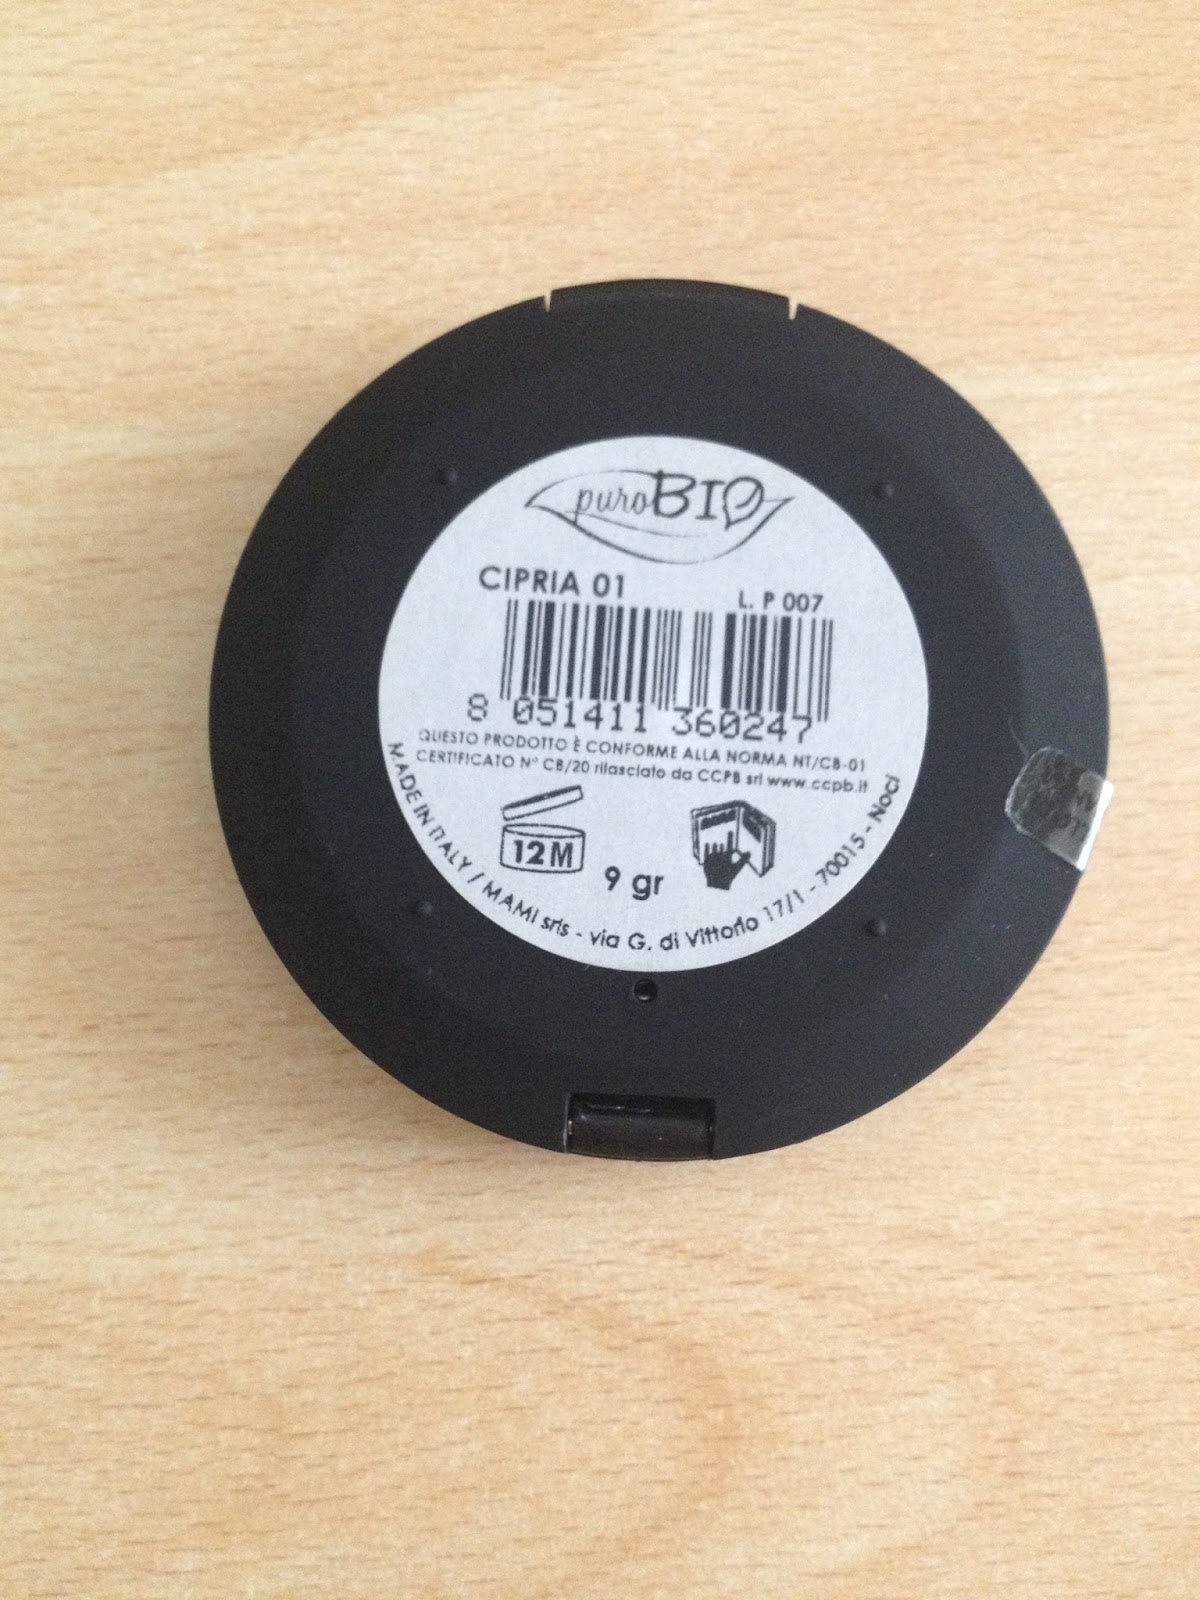 puroBIO
CIPRIA 01
L. P 007
8 051411 360247
QUESTO PRODOTTO È CONFORME ALLA NORMA NT/CB-01
CERTIFICATO N° CB/20 rilasciato da CCPB srl www.ccpb.it
12M
9 gr
MADE IN ITALY / MAMI srls - via G. di Vittorio 17/1 - 70015 - Noci